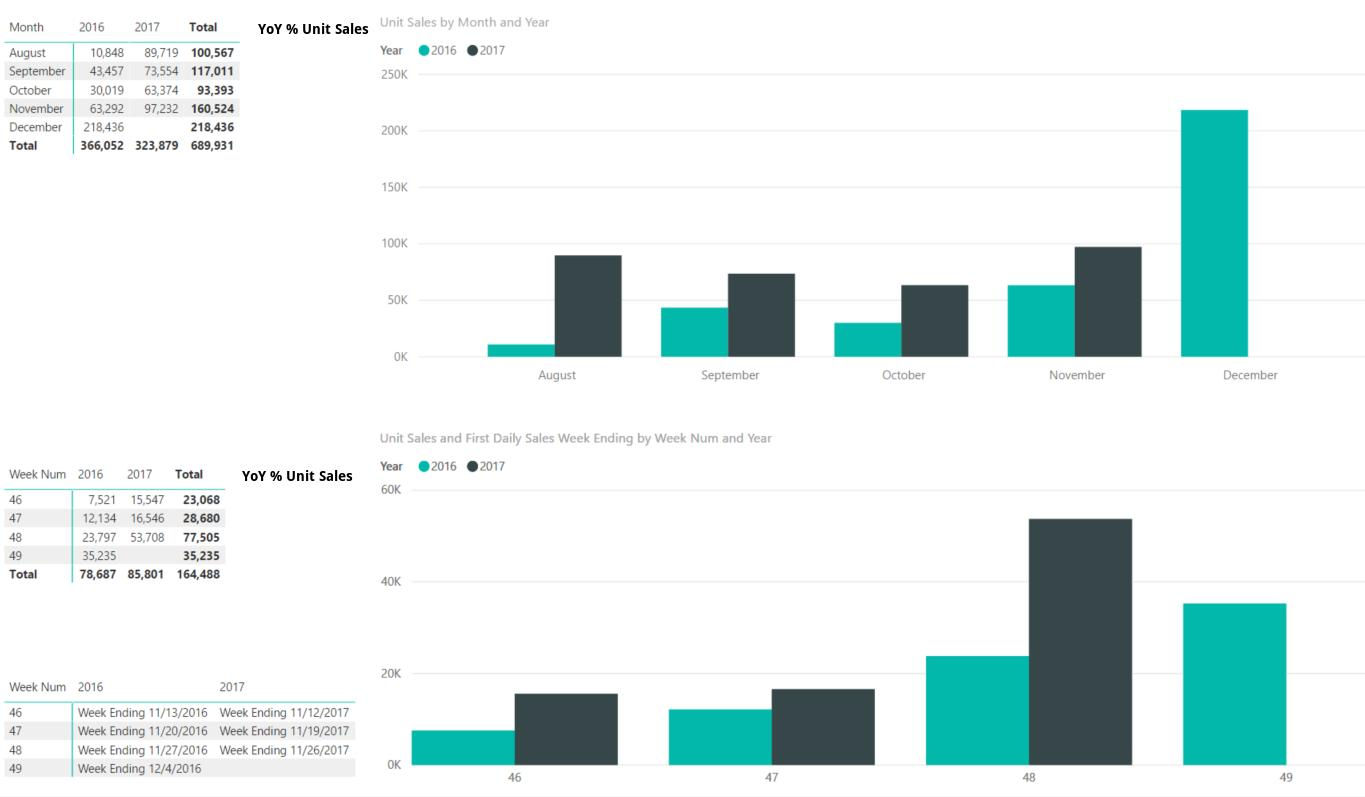 Month 2016 2017 Total
August 10,848 89,719 100,567
September 43,457 73,554 117,011
October 30,019 63,374 93,393
November 63,292 97,232 160,524
December 218,436 218,436
Total 366,052 323,879 689,931
YoY % Unit Sales
Unit Sales by Month and Year
Year 2016 2017
250K
200K
150K
100K
50K
0K
August September October November December
Week Num 2016 2017 Total
46 7,521 15,547 23,068
47 12,134 16,546 28,680
48 23,797 53,708 77,505
49 35,235 35,235
Total 78,687 85,801 164,488
YoY % Unit Sales
Unit Sales and First Daily Sales Week Ending by Week Num and Year
Year 2016 2017
60K
40K
20K
0K
46 47 48 49
Week Num 2016 2017
46 Week Ending 11/13/2016 Week Ending 11/12/2017
47 Week Ending 11/20/2016 Week Ending 11/19/2017
48 Week Ending 11/27/2016 Week Ending 11/26/2017
49 Week Ending 12/4/2016